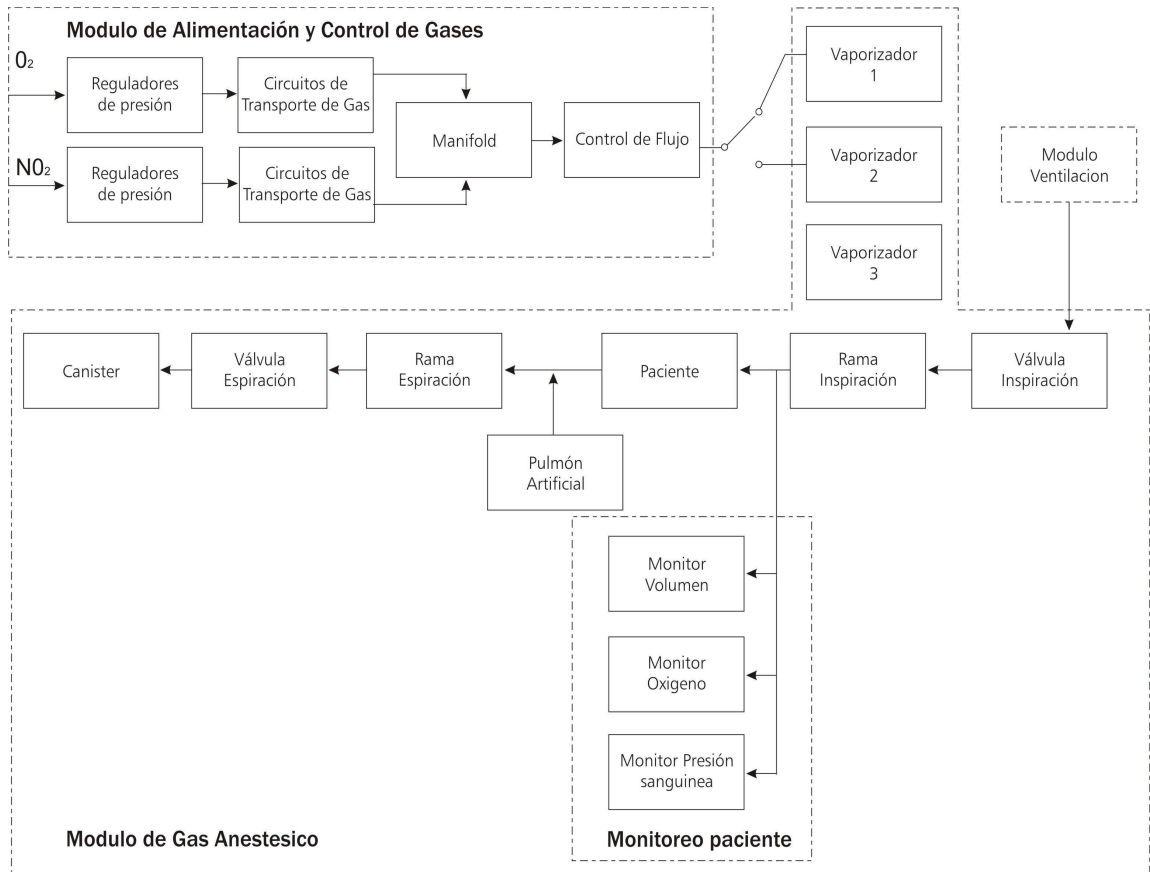 Modulo de Alimentación y Control de Gases
0₂
Reguladores
de presión
Circuitos de
Transporte de Gas
Manifold
Control de Flujo
N0₂
Reguladores
de presión
Circuitos de
Transporte de Gas
Vaporizador
1
Vaporizador
2
Vaporizador
3
Modulo
Ventilacion
Canister
Válvula
Espiración
Rama
Espiración
Paciente
Rama
Inspiración
Válvula
Inspiración
Pulmón
Artificial
Monitor
Volumen
Monitor
Oxigeno
Monitor Presión
sanguinea
Modulo de Gas Anestesico
Monitoreo paciente